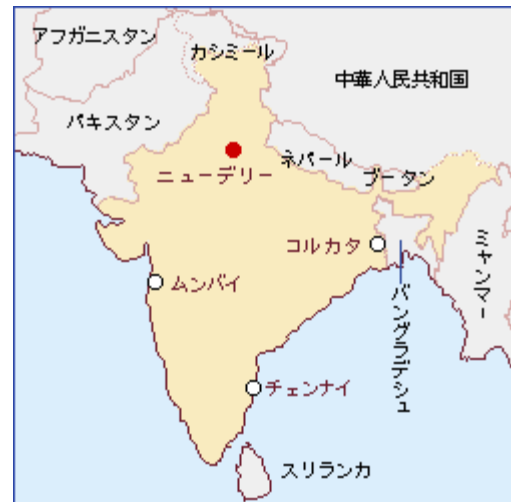 アフガニスタン
カシミール
中華人民共和国
パキスタン
ネパール
ニューデリー
ブータン
コルカタ
ミャンマー
ムンバイ
バングラデシュ
チェンナイ
スリランカ